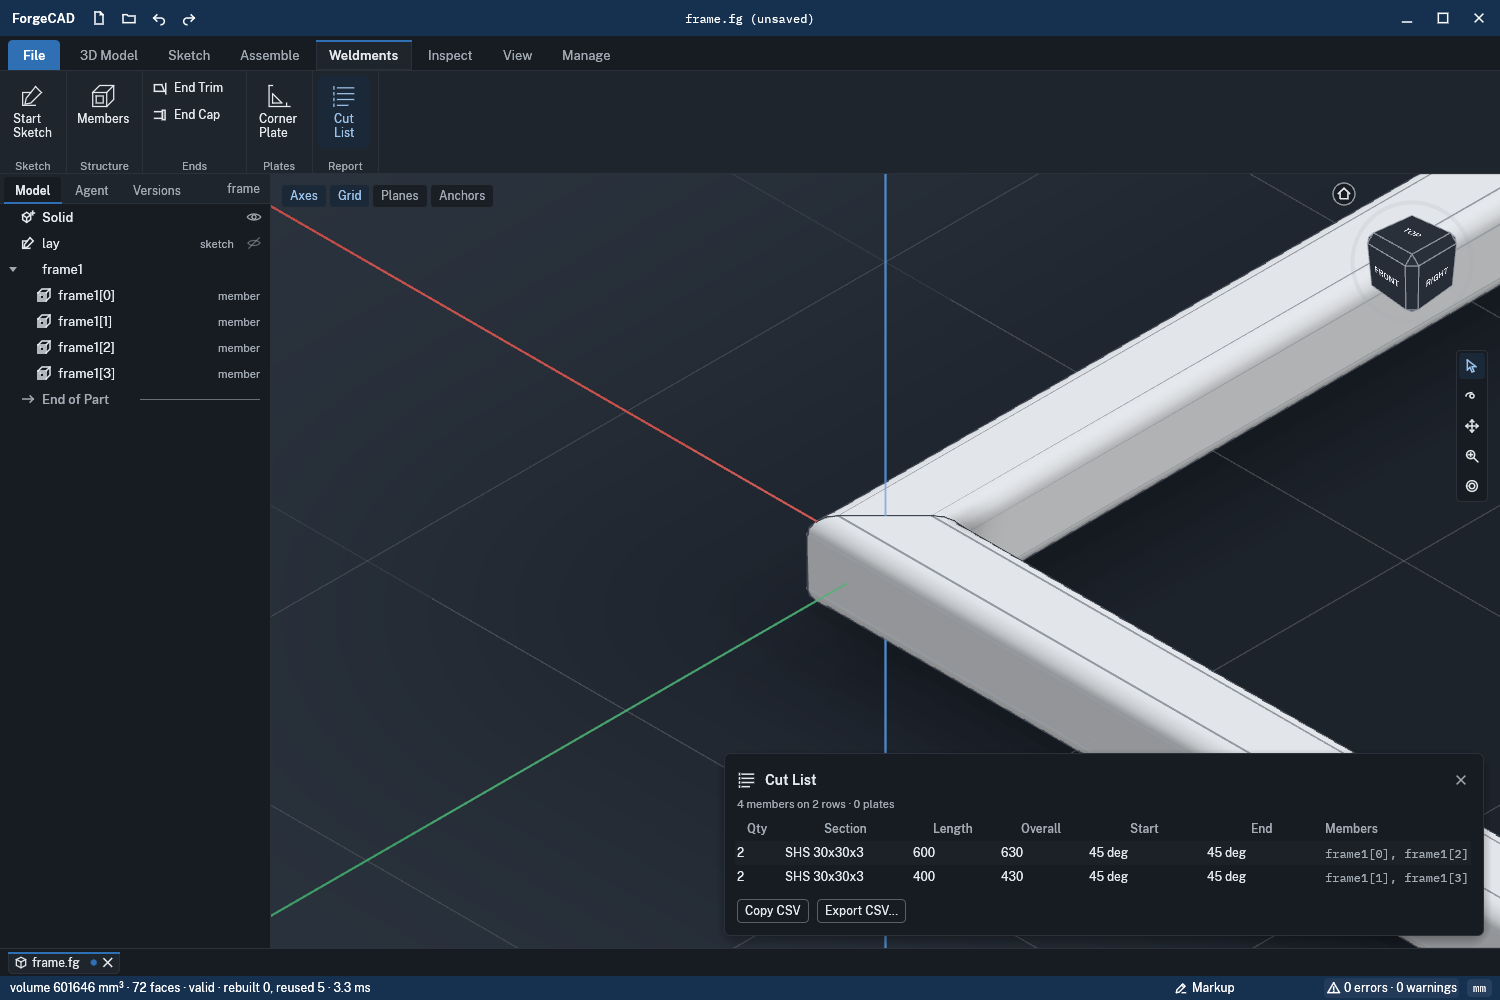 ForgeCAD
frame.fg (unsaved)
File
3D Model
Sketch
Assemble
Weldments
Inspect
View
Manage
Start Sketch
Members
End Trim
End Cap
Corner Plate
Cut List
Sketch
Structure
Ends
Plates
Report
Model
Agent
Versions
frame
Solid
lay
sketch
frame1
frame1[0]
member
frame1[1]
member
frame1[2]
member
frame1[3]
member
End of Part
Axes
Grid
Planes
Anchors
TOP
FRONT
RIGHT
Cut List
4 members on 2 rows · 0 plates
Qty Section Length Overall Start End Members
2 SHS 30x30x3 600 630 45 deg 45 deg frame1[0], frame1[2]
2 SHS 30x30x3 400 430 45 deg 45 deg frame1[1], frame1[3]
Copy CSV
Export CSV...
frame.fg
volume 601646 mm³ · 72 faces · valid · rebuilt 0, reused 5 · 3.3 ms
Markup
0 errors · 0 warnings
mm